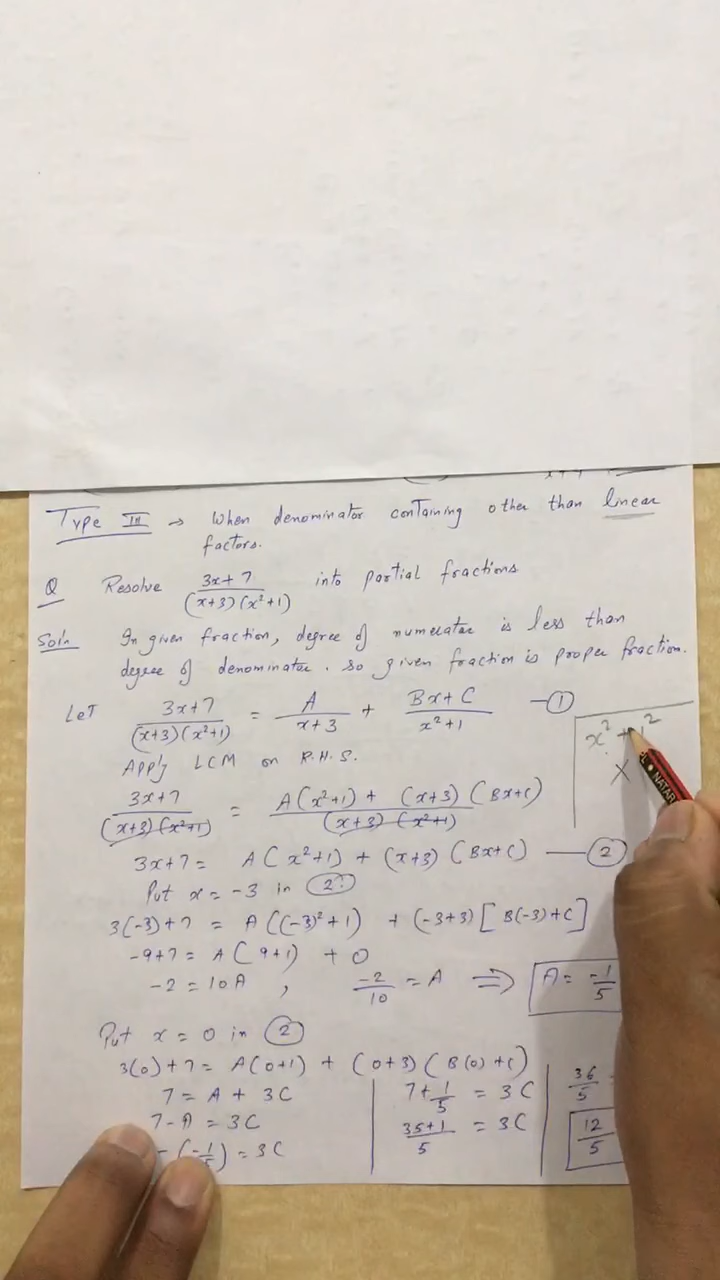 Type III → When denominator containing other than linear
factors.
Q Resolve 3x+7 / (x+3)(x²+1) into partial fractions
Soln In given fraction, degree of numerator is less than
degree of denominator. so given fraction is proper fraction.
Let 3x+7 / (x+3)(x²+1) = A / x+3 + Bx+C / x²+1 —①
Apply LCM on R.H.S.
x² + 1²
X
3x+7 / (x+3)(x²+1) = A(x²+1) + (x+3)(Bx+C) / (x+3)(x²+1)
3x+7 = A(x²+1) + (x+3)(Bx+C) —②
Put x = -3 in ②
3(-3)+7 = A((-3)²+1) + (-3+3)[B(-3)+C]
-9+7 = A(9+1) + 0
-2 = 10A , -2/10 = A ⇒ A = -1/5
Put x = 0 in ②
3(0)+7 = A(0+1) + (0+3)(B(0)+C)
7 = A + 3C
7-A = 3C
-(-1/5) = 3C
7+1/5 = 3C
35+1/5 = 3C
36/5
12/5
NATAR